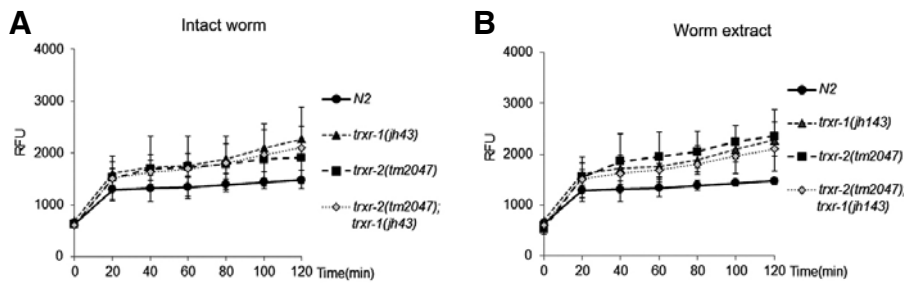 A
Intact worm
4000
3000
2000
1000
0
RFU
0 20 40 60 80 100 120 Time(min)
N2
trxr-1(jh43)
trxr-2(tm2047)
trxr-2(tm2047);
trxr-1(jh43)
B
Worm extract
4000
3000
2000
1000
0
RFU
0 20 40 60 80 100 120 Time(min)
N2
trxr-1(jh143)
trxr-2(tm2047)
trxr-2(tm2047);
trxr-1(jh143)